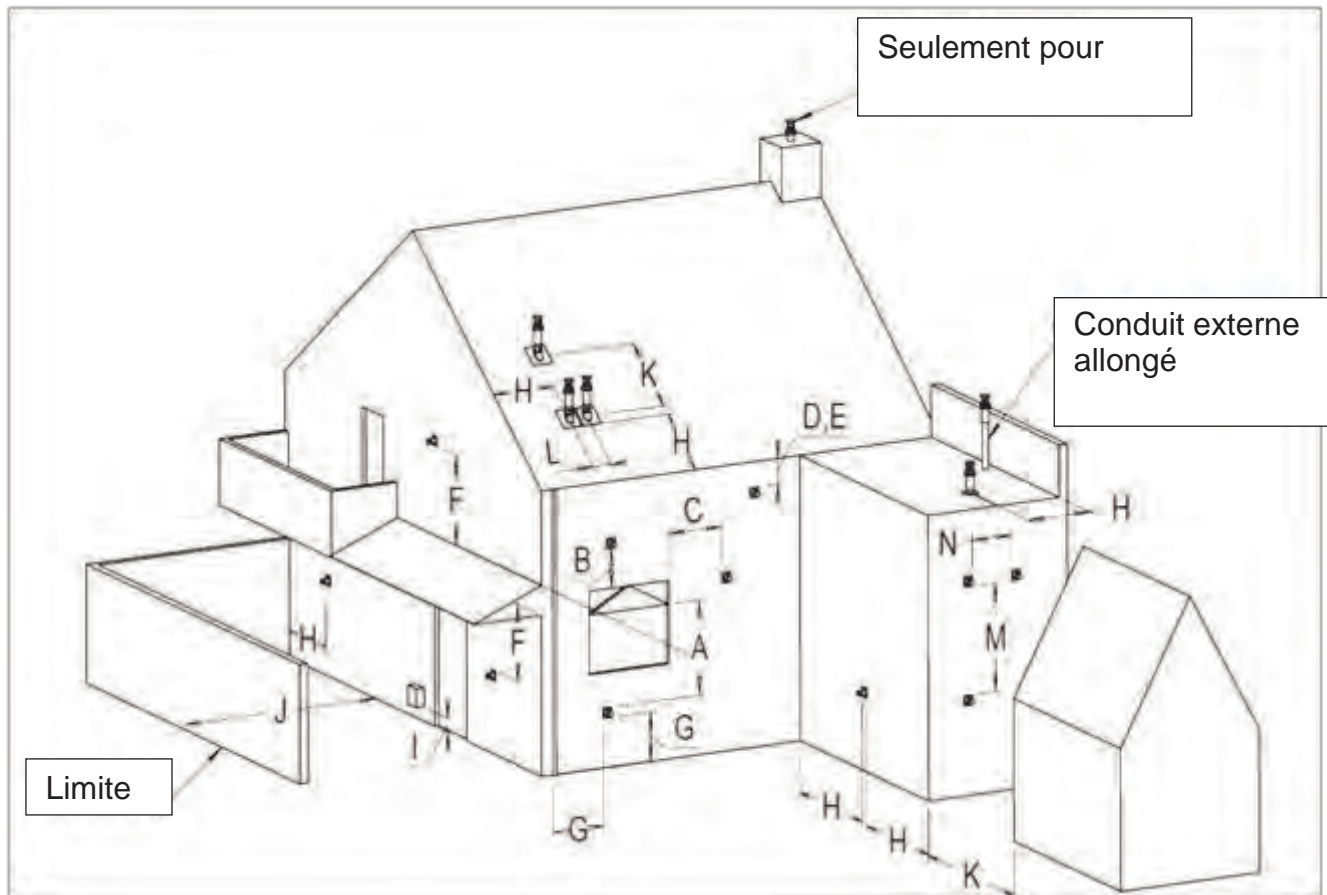 Seulement pour
Conduit externe
allongé
K
H
D,E
L
H
F
C
H
B
N
F
A
M
H
J
G
I
Limite
G
H
H
K